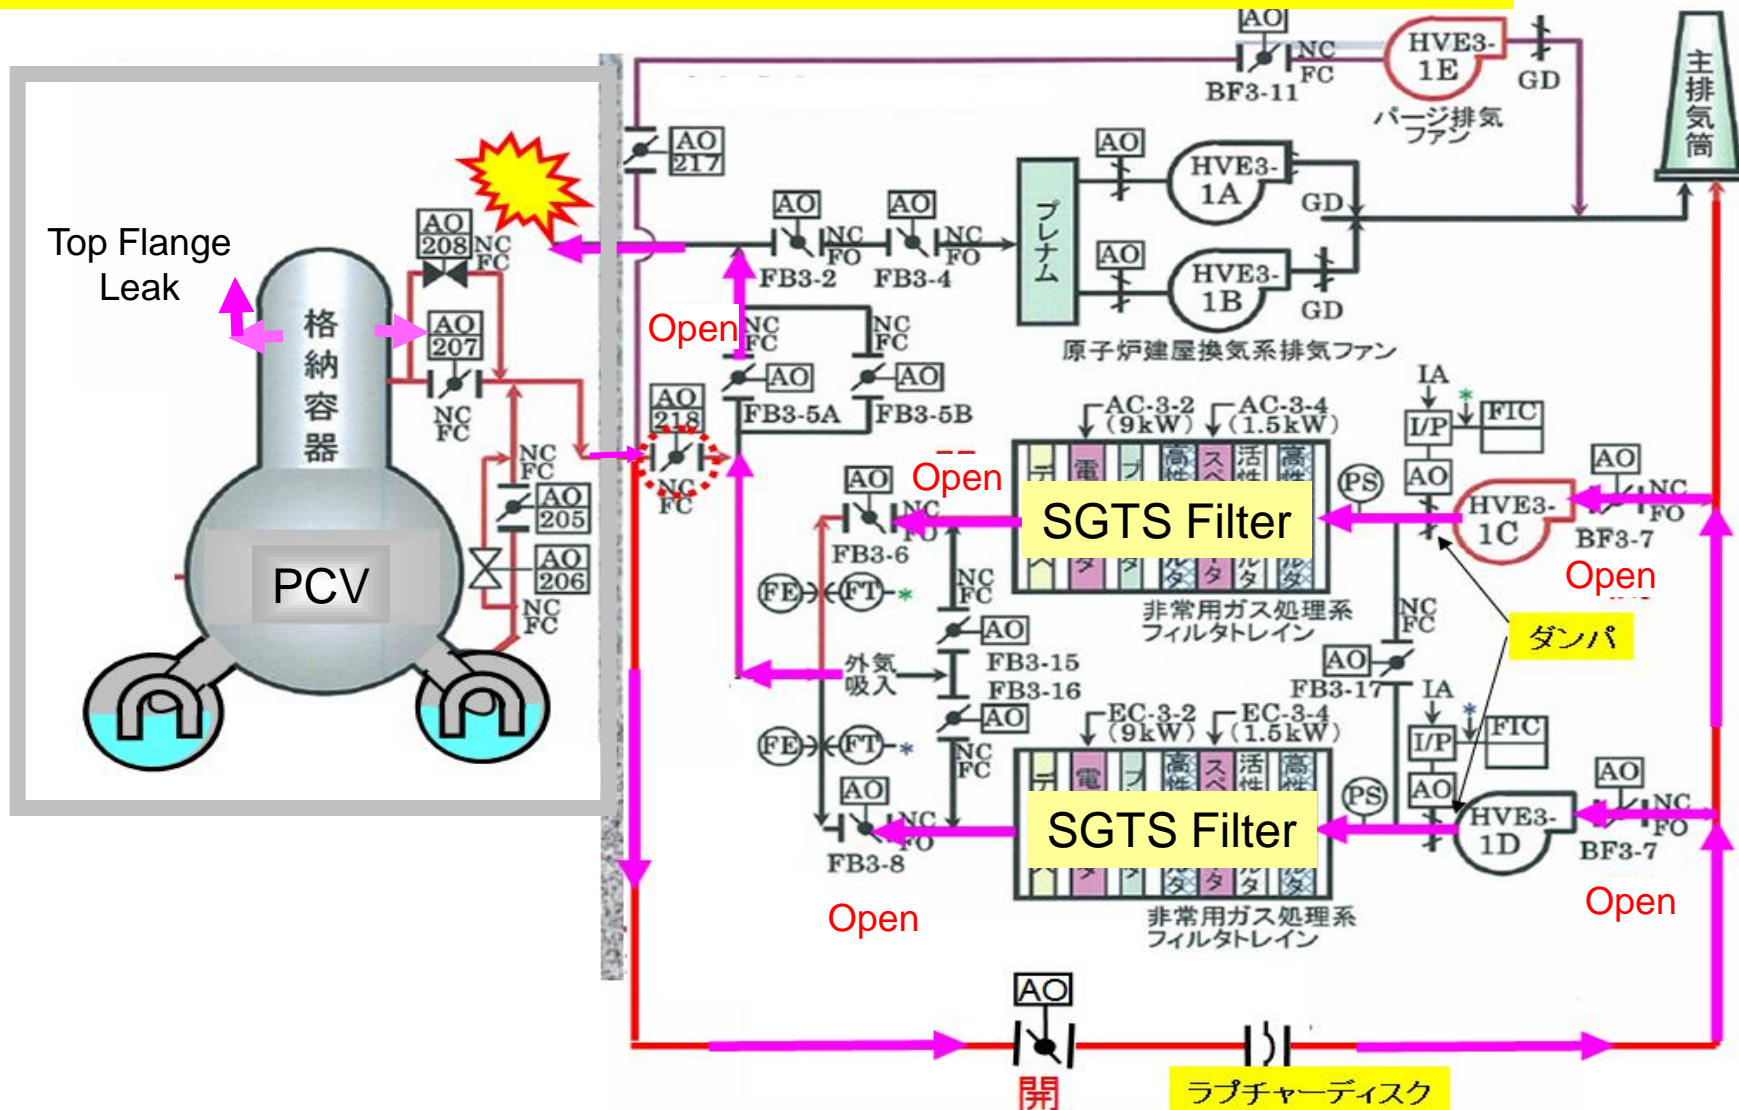 AO
NC
FC
BF3-11
HVE3-
1E
GD
パージ排気
ファン
主排気筒
AO
217
Top Flange
Leak
AO
208
NC
FC
AO
207
NC
FC
格納容器
PCV
NC
FC
AO
205
AO
206
NC
FC
AO
NC
FO
FB3-2
AO
NC
FO
FB3-4
プレナム
AO
HVE3-
1A
GD
AO
HVE3-
1B
GD
原子炉建屋換気系排気ファン
Open
NC
FC
AO
FB3-5A
NC
FC
AO
FB3-5B
AO
218
NC
FC
Open
AO
NC
FO
FB3-6
AC-3-2
(9kW)
AC-3-4
(1.5kW)
SGTS Filter
非常用ガス処理系
フィルタトレイン
PS
IA
*
I/P
FIC
AO
HVE3-
1C
AO
NC
FO
BF3-7
Open
ダンパ
FE
FT
*
NC
FC
AO
FB3-15
外気
吸入
FB3-16
AO
NC
FC
NC
FC
AO
FB3-17
FE
FT
*
AO
NC
FO
FB3-8
Open
EC-3-2
(9kW)
EC-3-4
(1.5kW)
SGTS Filter
非常用ガス処理系
フィルタトレイン
PS
IA
*
I/P
FIC
AO
HVE3-
1D
AO
NC
FO
BF3-7
Open
AO
開
ラプチャーディスク